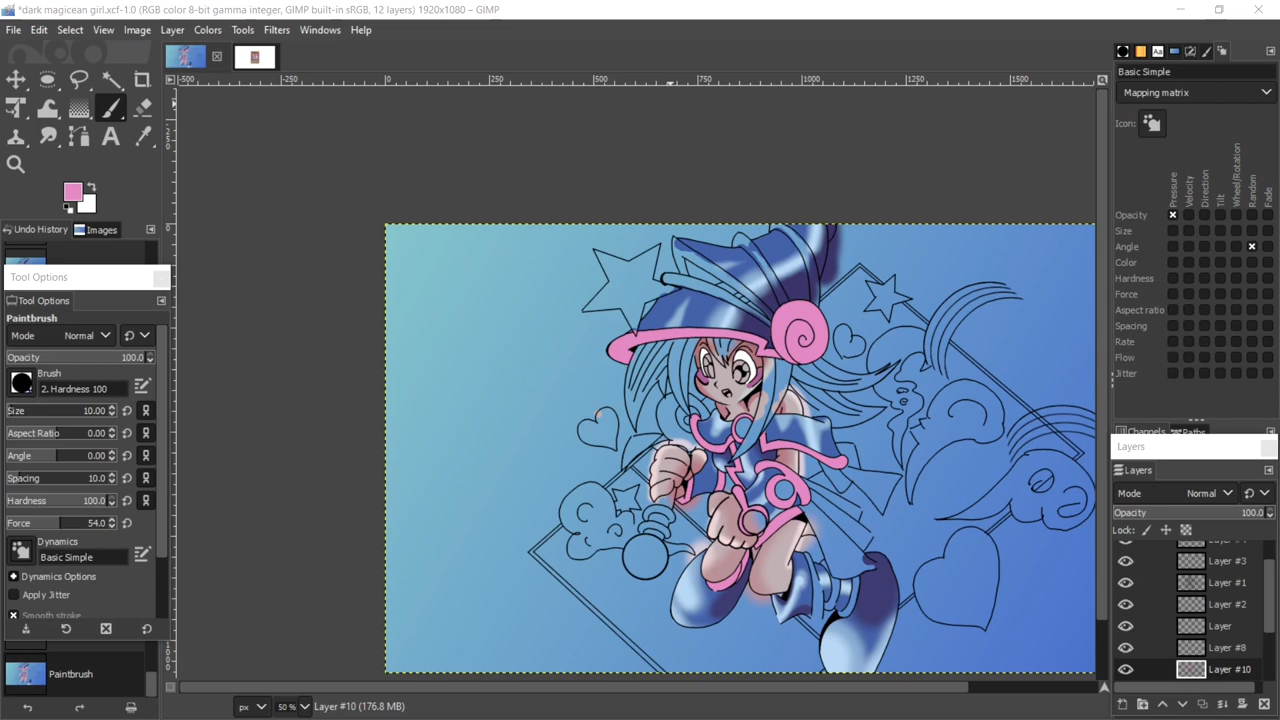 *dark magicean girl.xcf-1.0 (RGB color 8-bit gamma integer, GIMP built-in sRGB, 12 layers) 1920x1080 – GIMP
File Edit Select View Image Layer Colors Tools Filters Windows Help
-500 -250 0 250 500 750 1000 1250 1500
Undo History Images
Tool Options
Tool Options
Paintbrush
Mode Normal
Opacity 100.0
Brush
2. Hardness 100
Size 10.00
Aspect Ratio 0.00
Angle 0.00
Spacing 10.0
Hardness 100.0
Force 54.0
Dynamics
Basic Simple
Dynamics Options
Apply Jitter
Smooth stroke
Paintbrush
px 50 % Layer #10 (176.8 MB)
Aa
Basic Simple
Mapping matrix
Icon:
Pressure Velocity Direction Tilt Wheel/Rotation Random Fade
Opacity
Size
Angle
Color
Hardness
Force
Aspect ratio
Spacing
Rate
Flow
Jitter
Channels Paths
Layers
Layers
Mode Normal
Opacity 100.0
Lock:
Layer #3
Layer #1
Layer #2
Layer
Layer #8
Layer #10